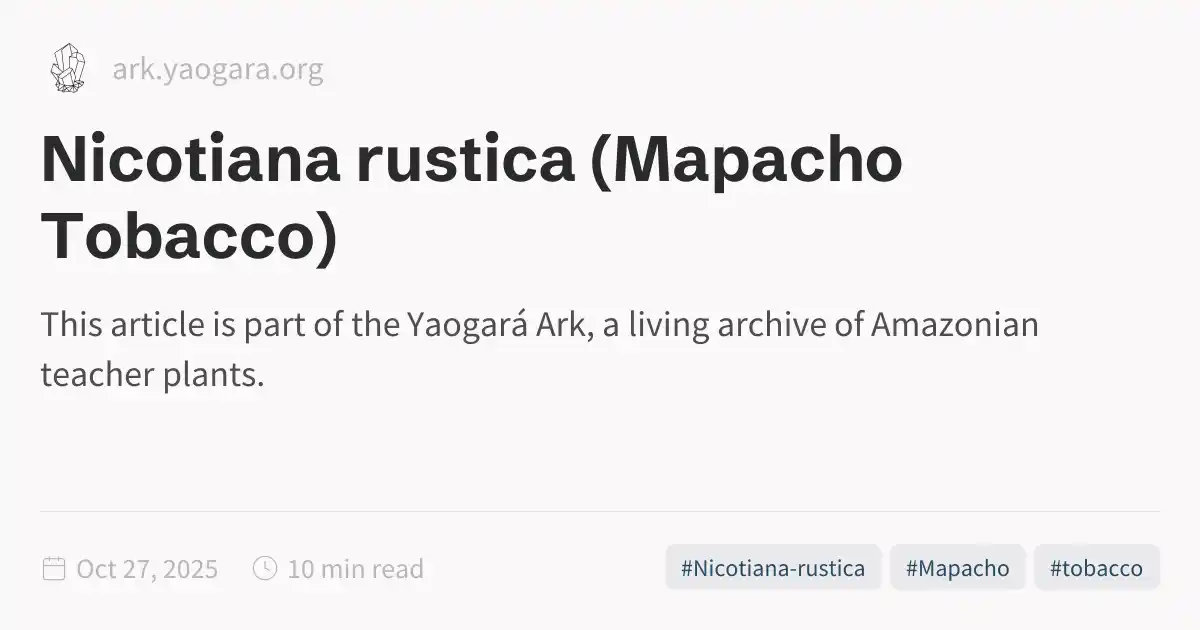 ark.yaogara.org
Nicotiana rustica (Mapacho
Tobacco)
This article is part of the Yaogará Ark, a living archive of Amazonian
teacher plants.
Oct 27, 2025
10 min read
#Nicotiana-rustica
#Mapacho
#tobacco